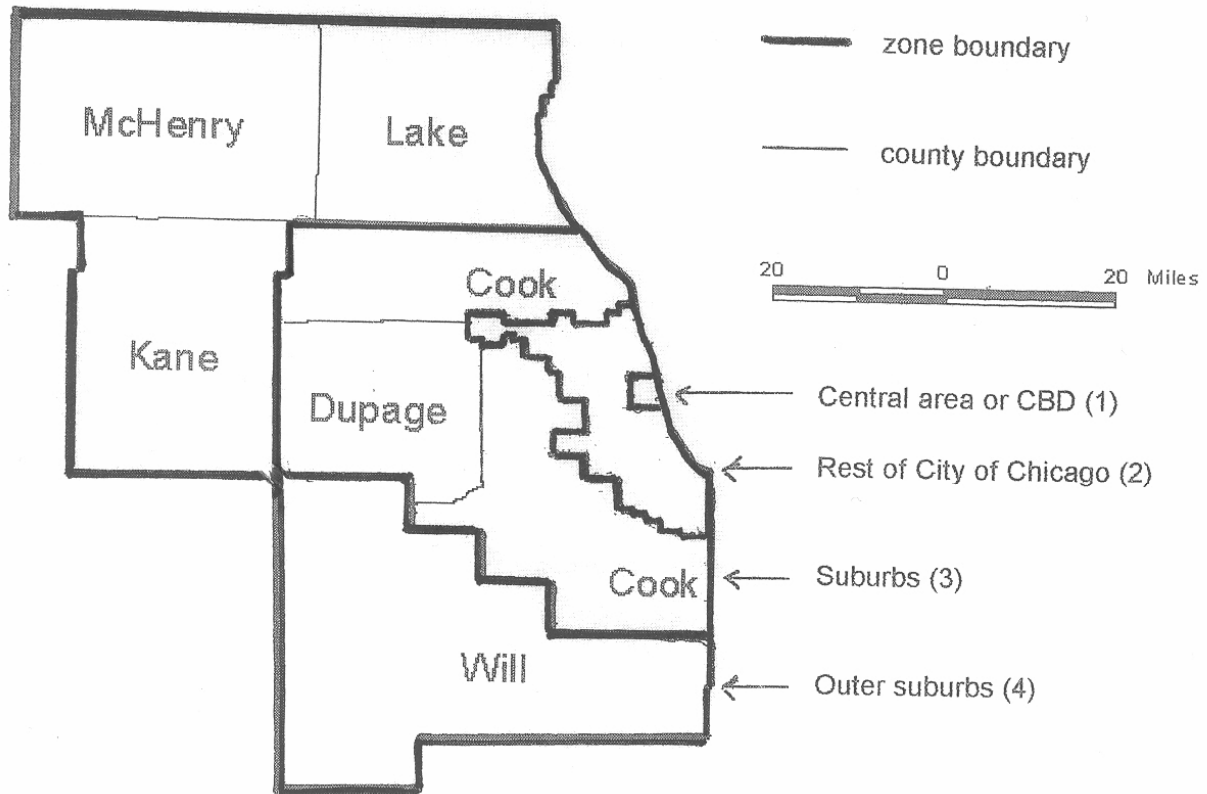 zone boundary
McHenry
Lake
county boundary
20 0 20 Miles
Cook
Kane
Dupage
Central area or CBD (1)
Rest of City of Chicago (2)
Cook
Suburbs (3)
Will
Outer suburbs (4)